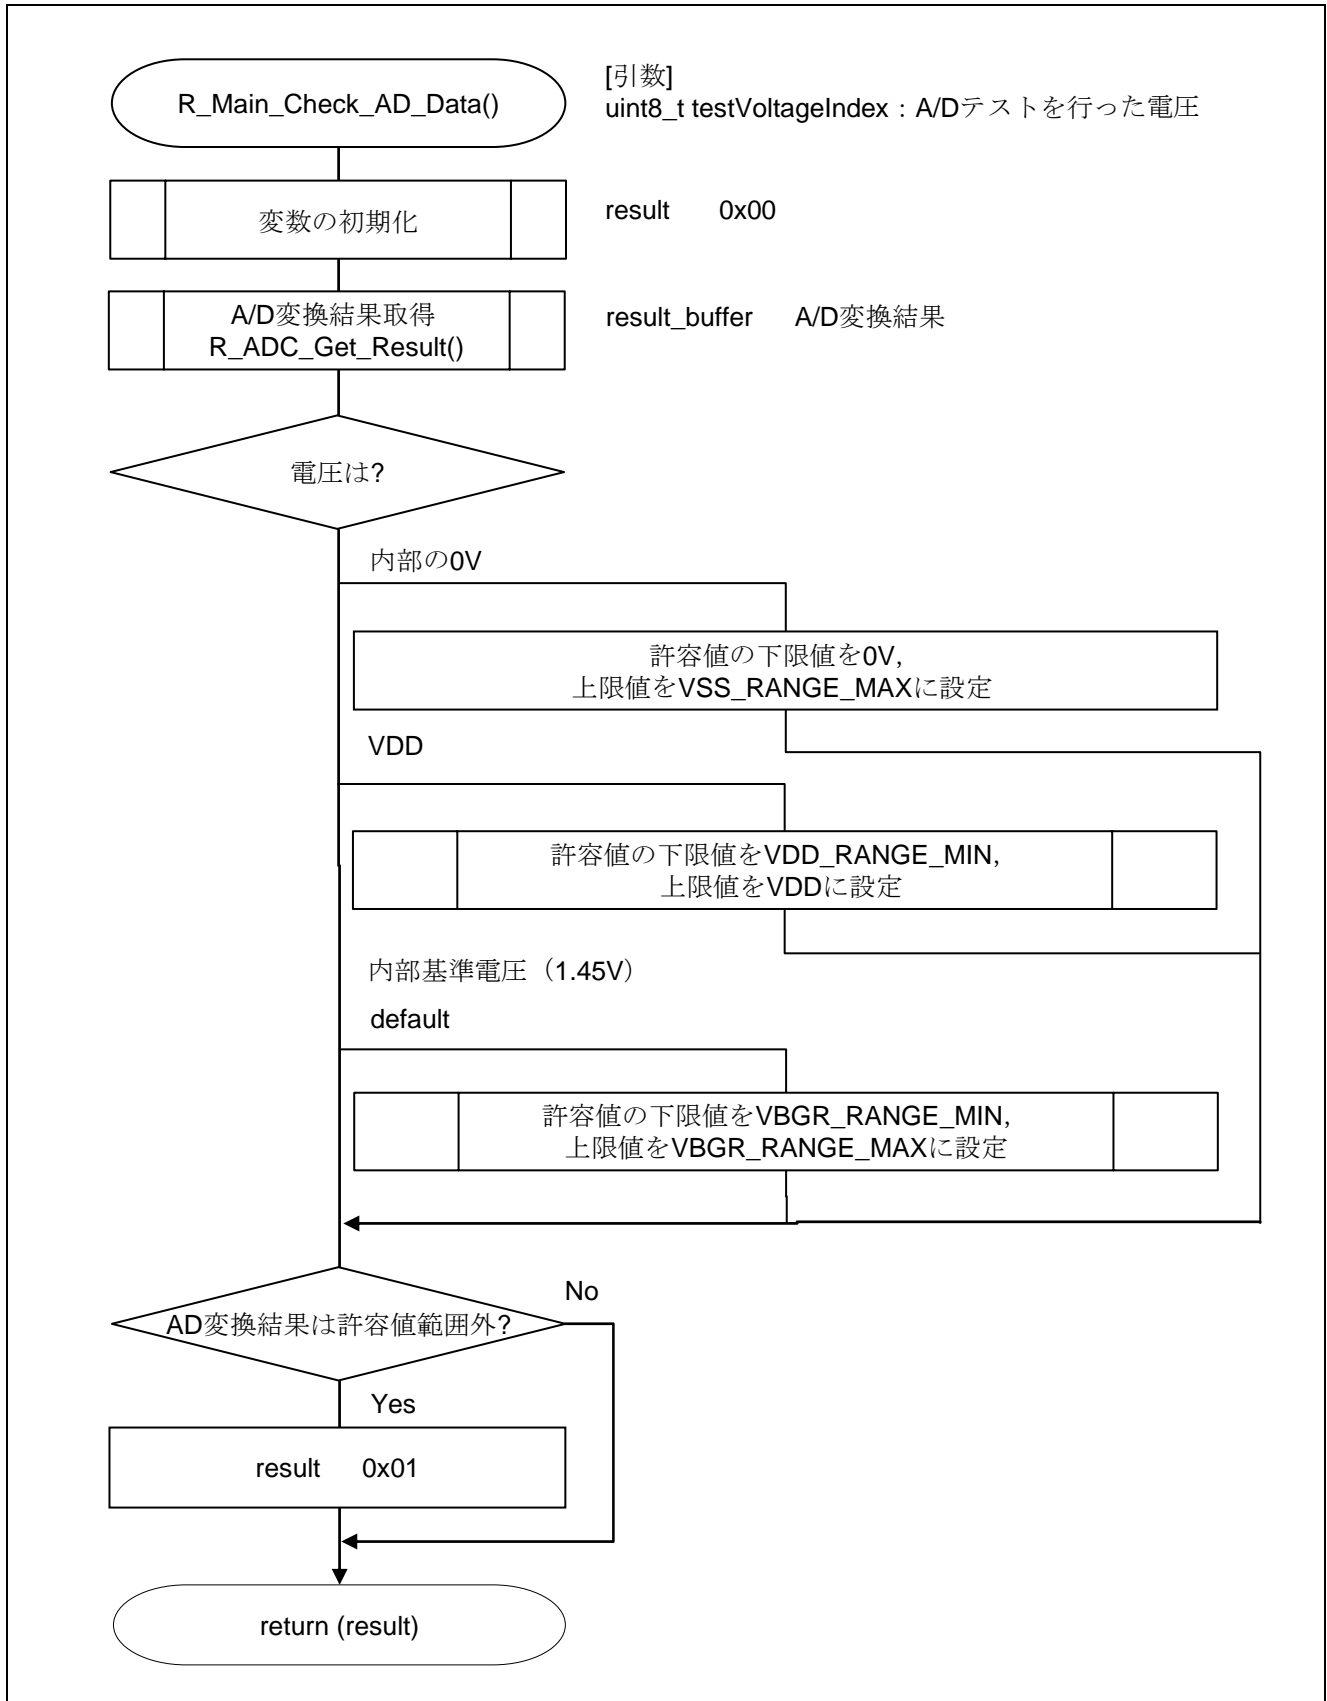 R_Main_Check_AD_Data()
[引数]
uint8_t testVoltageIndex：A/Dテストを行った電圧
変数の初期化
result 0x00
A/D変換結果取得
R_ADC_Get_Result()
result_buffer A/D変換結果
電圧は?
内部の0V
許容値の下限値を0V,
上限値をVSS_RANGE_MAXに設定
VDD
許容値の下限値をVDD_RANGE_MIN,
上限値をVDDに設定
内部基準電圧（1.45V）
default
許容値の下限値をVBGR_RANGE_MIN,
上限値をVBGR_RANGE_MAXに設定
No
AD変換結果は許容値範囲外?
Yes
result 0x01
return (result)